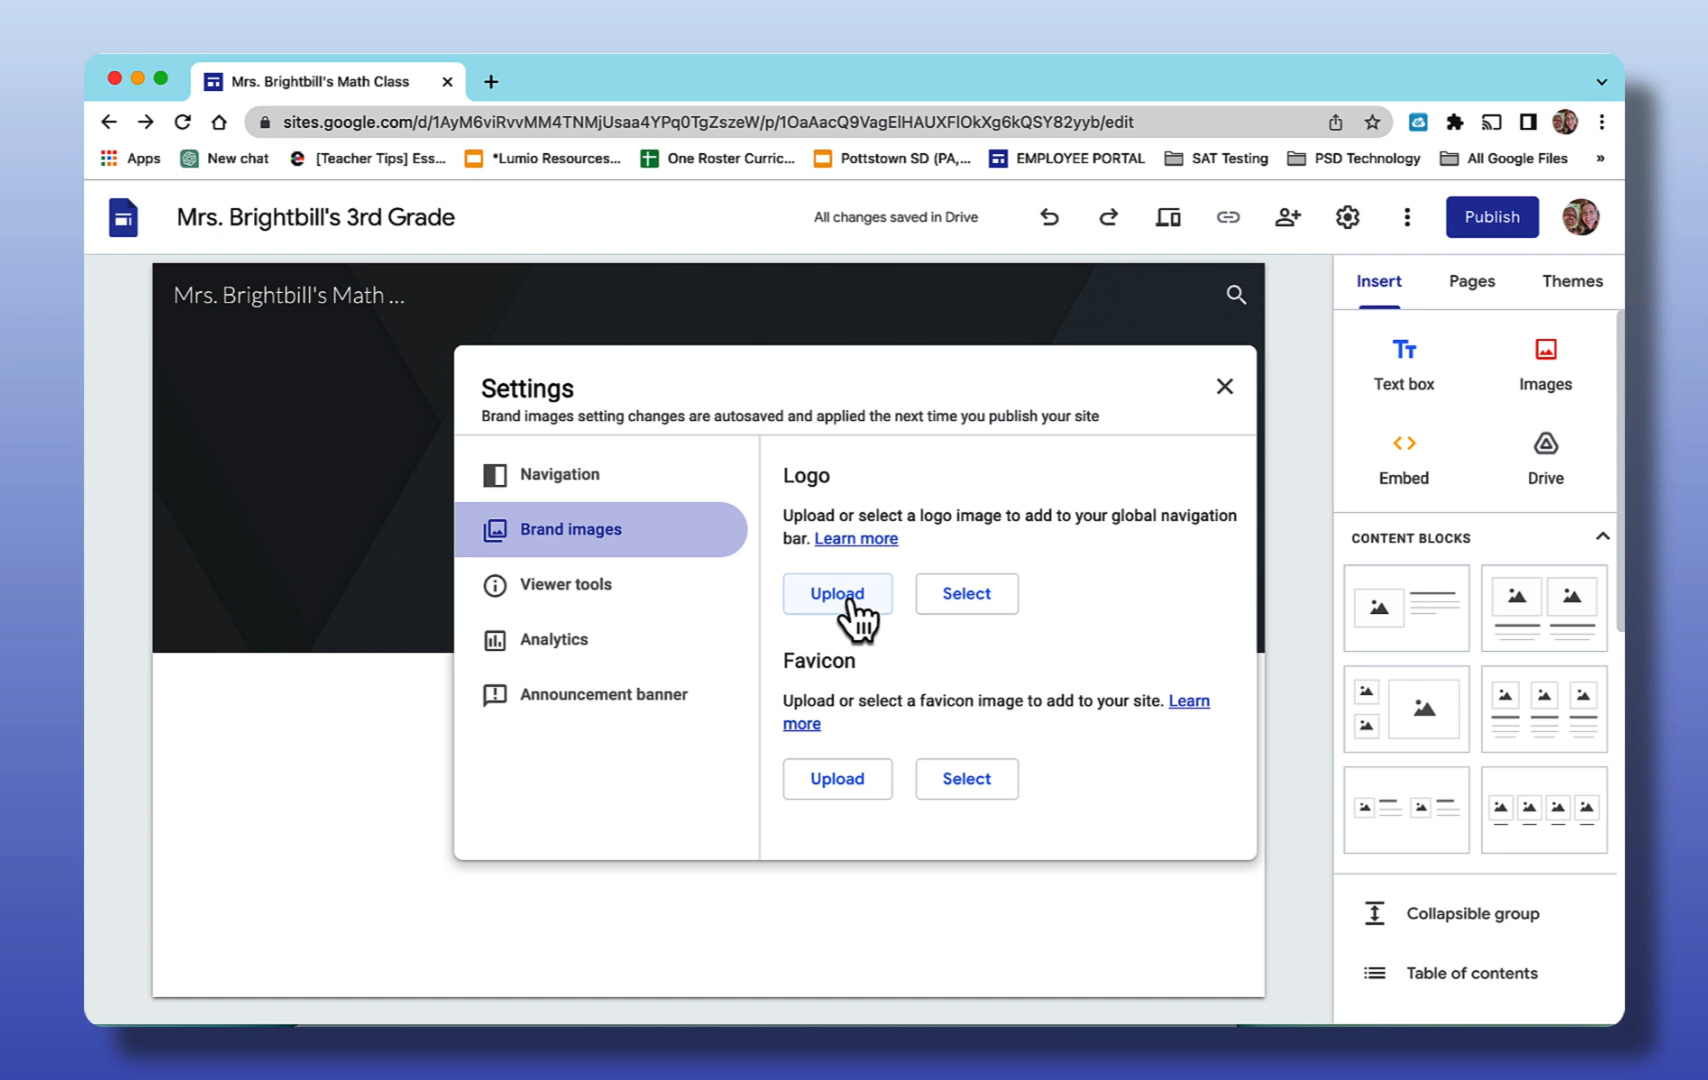 Mrs. Brightbill's Math Class
sites.google.com/d/1AyM6viRvvMM4TNMjUsaa4YPq0TgZszeW/p/1OaAacQ9VagElHAUXFlOkXg6kQSY82yyb/edit
Apps New chat [Teacher Tips] Ess... *Lumio Resources... One Roster Curric... Pottstown SD (PA,... EMPLOYEE PORTAL SAT Testing PSD Technology All Google Files »
Mrs. Brightbill's 3rd Grade
All changes saved in Drive
Publish
Mrs. Brightbill's Math ...
Insert Pages Themes
Settings
Brand images setting changes are autosaved and applied the next time you publish your site
Navigation
Brand images
Viewer tools
Analytics
Announcement banner
Logo
Upload or select a logo image to add to your global navigation
bar. Learn more
Upload Select
Favicon
Upload or select a favicon image to add to your site. Learn
more
Upload Select
Tт
Text box Images
Embed Drive
CONTENT BLOCKS
Collapsible group
Table of contents